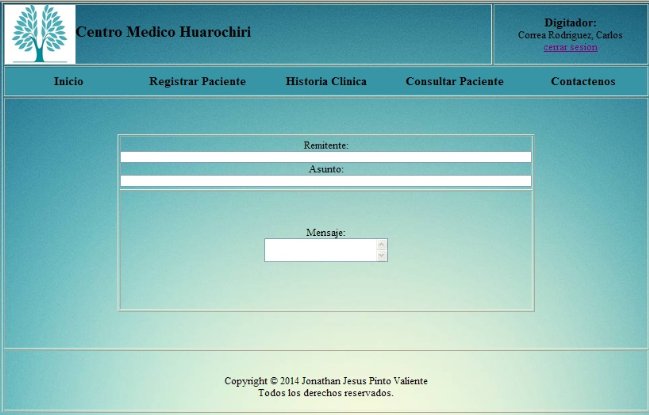 Centro Medico Huarochiri
Digitador:
Correa Rodriguez, Carlos
cerrar sesion
Inicio
Registrar Paciente
Historia Clinica
Consultar Paciente
Contactenos
Remitente:
Asunto:
Mensaje:
Copyright © 2014 Jonathan Jesus Pinto Valiente
Todos los derechos reservados.